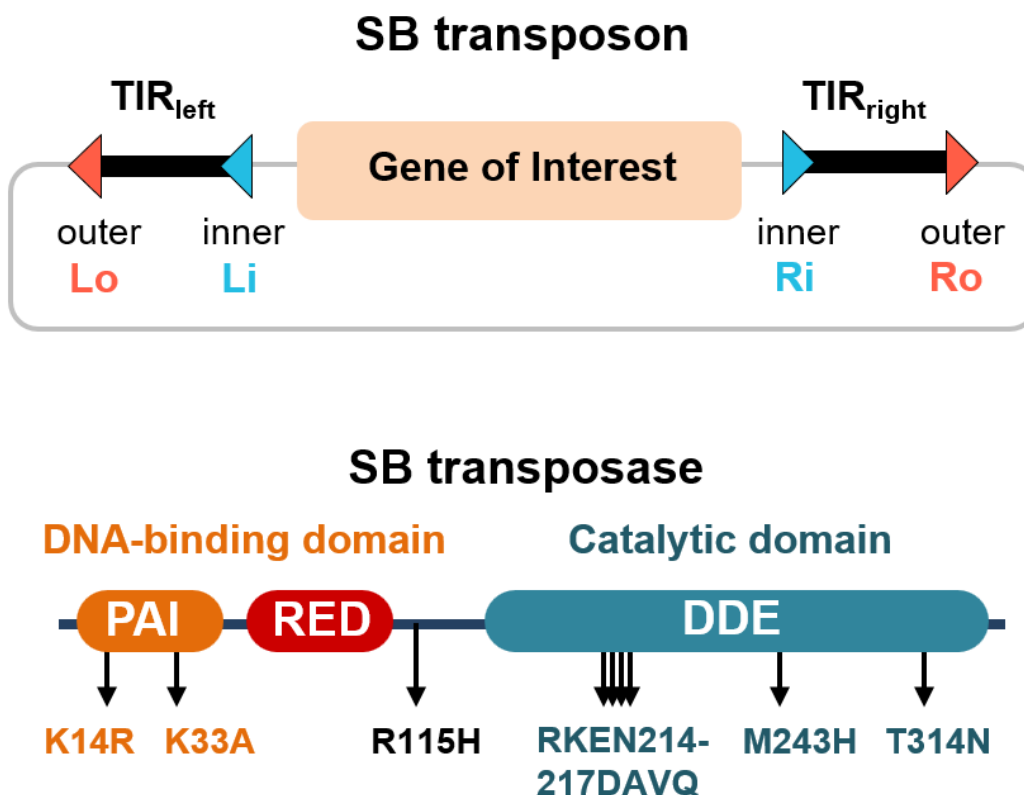 SB transposon
TIRleft
TIRright
Gene of Interest
outer
inner
inner
outer
Lo
Li
Ri
Ro
SB transposase
DNA-binding domain
Catalytic domain
PAI
RED
DDE
K14R
K33A
R115H
RKEN214-
217DAVQ
M243H
T314N